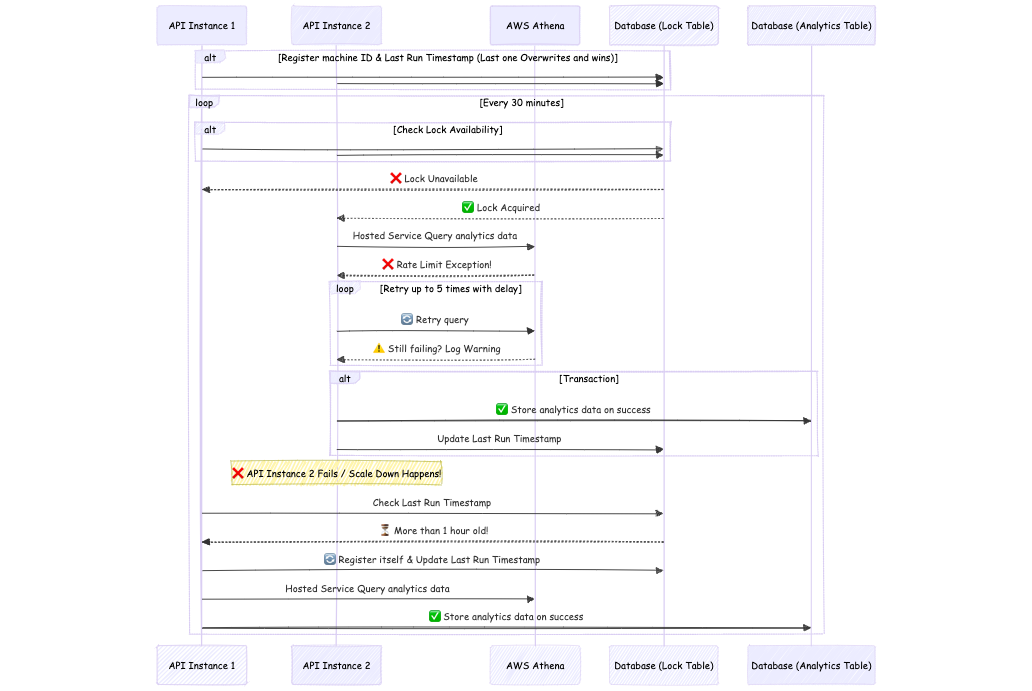 API Instance 1
API Instance 2
AWS Athena
Database (Lock Table)
Database (Analytics Table)
alt
[Register machine ID & Last Run Timestamp (Last one Overwrites and wins)]
loop
[Every 30 minutes]
alt
[Check Lock Availability]
❌ Lock Unavailable
✅ Lock Acquired
Hosted Service Query analytics data
❌ Rate Limit Exception!
loop
[Retry up to 5 times with delay]
🔄 Retry query
⚠️ Still failing? Log Warning
alt
[Transaction]
✅ Store analytics data on success
Update Last Run Timestamp
❌ API Instance 2 Fails / Scale Down Happens!
Check Last Run Timestamp
⏳ More than 1 hour old!
🔄 Register itself & Update Last Run Timestamp
Hosted Service Query analytics data
✅ Store analytics data on success
API Instance 1
API Instance 2
AWS Athena
Database (Lock Table)
Database (Analytics Table)